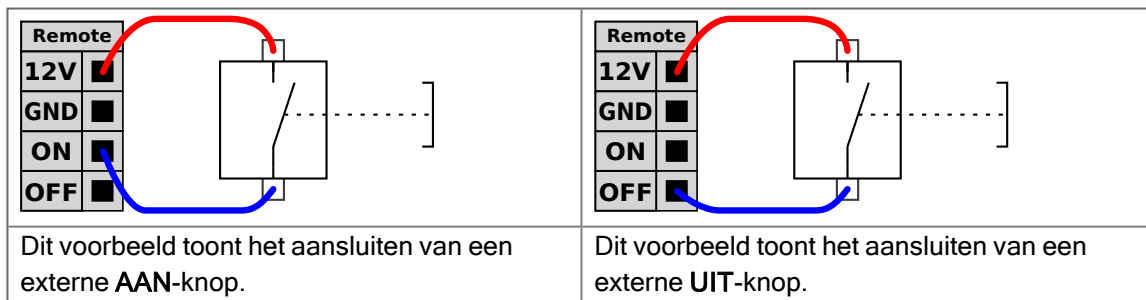 Remote
12V
GND
ON
OFF
Dit voorbeeld toont het aansluiten van een
externe AAN-knop.
Remote
12V
GND
ON
OFF
Dit voorbeeld toont het aansluiten van een
externe UIT-knop.